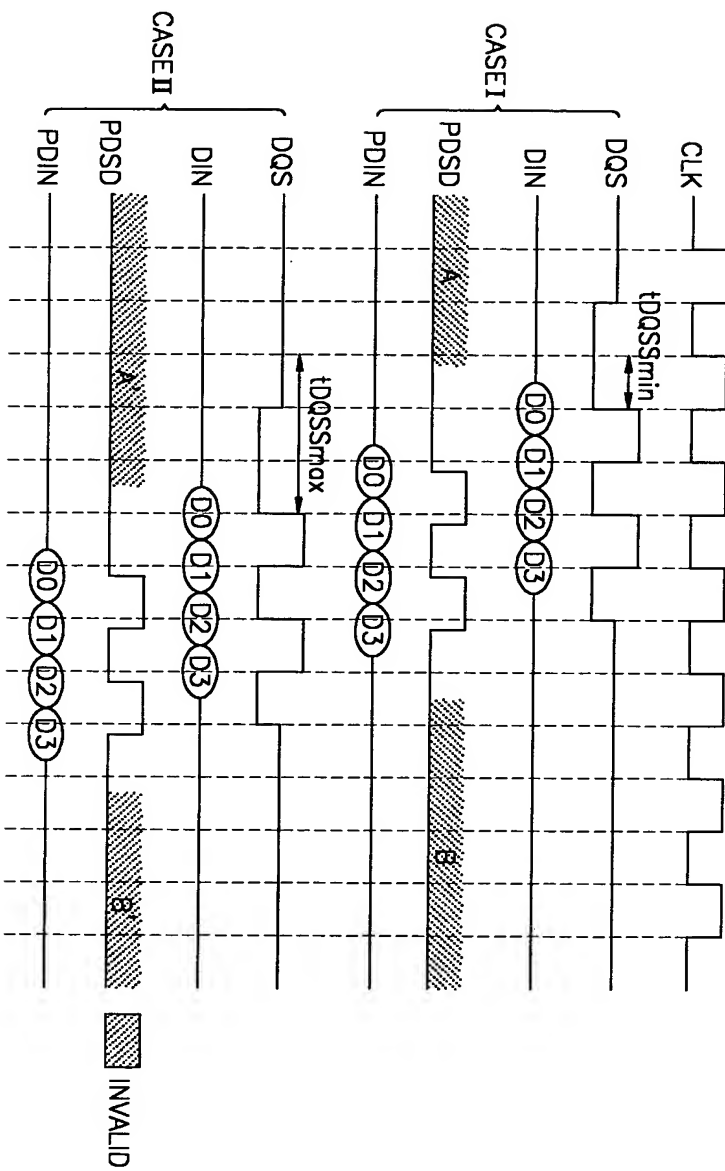 CLK
tDQSSmin
DQS
DIN D0 D1 D2 D3
CASE I
PDSD A B
PDIN D0 D1 D2 D3
tDQSSmax
DQS
DIN D0 D1 D2 D3
CASE II
PDSD A' B'
PDIN D0 D1 D2 D3
INVALID